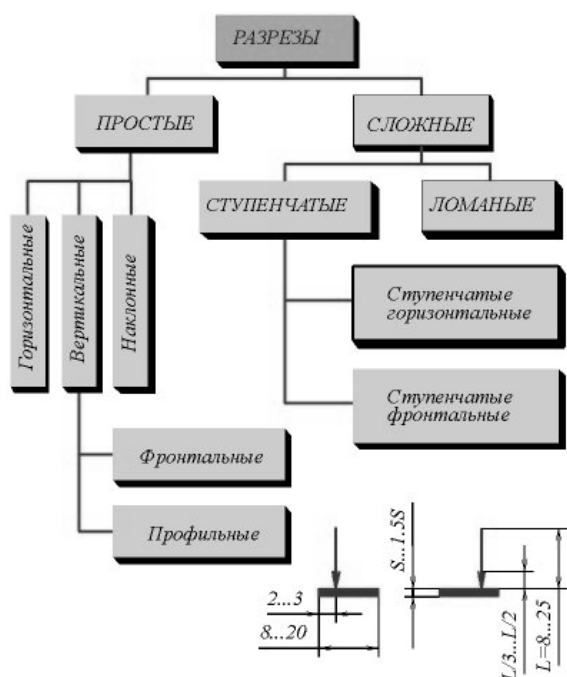 РАЗРЕЗЫ
ПРОСТЫЕ
СЛОЖНЫЕ
СТУПЕНЧАТЫЕ
ЛОМАНЫЕ
Горизонтальные
Вертикальные
Наклонные
Ступенчатые
горизонтальные
Ступенчатые
фронтальные
Фронтальные
Профильные
2...3
8...20
S...1.5S
L/3...L/2
L=8...25